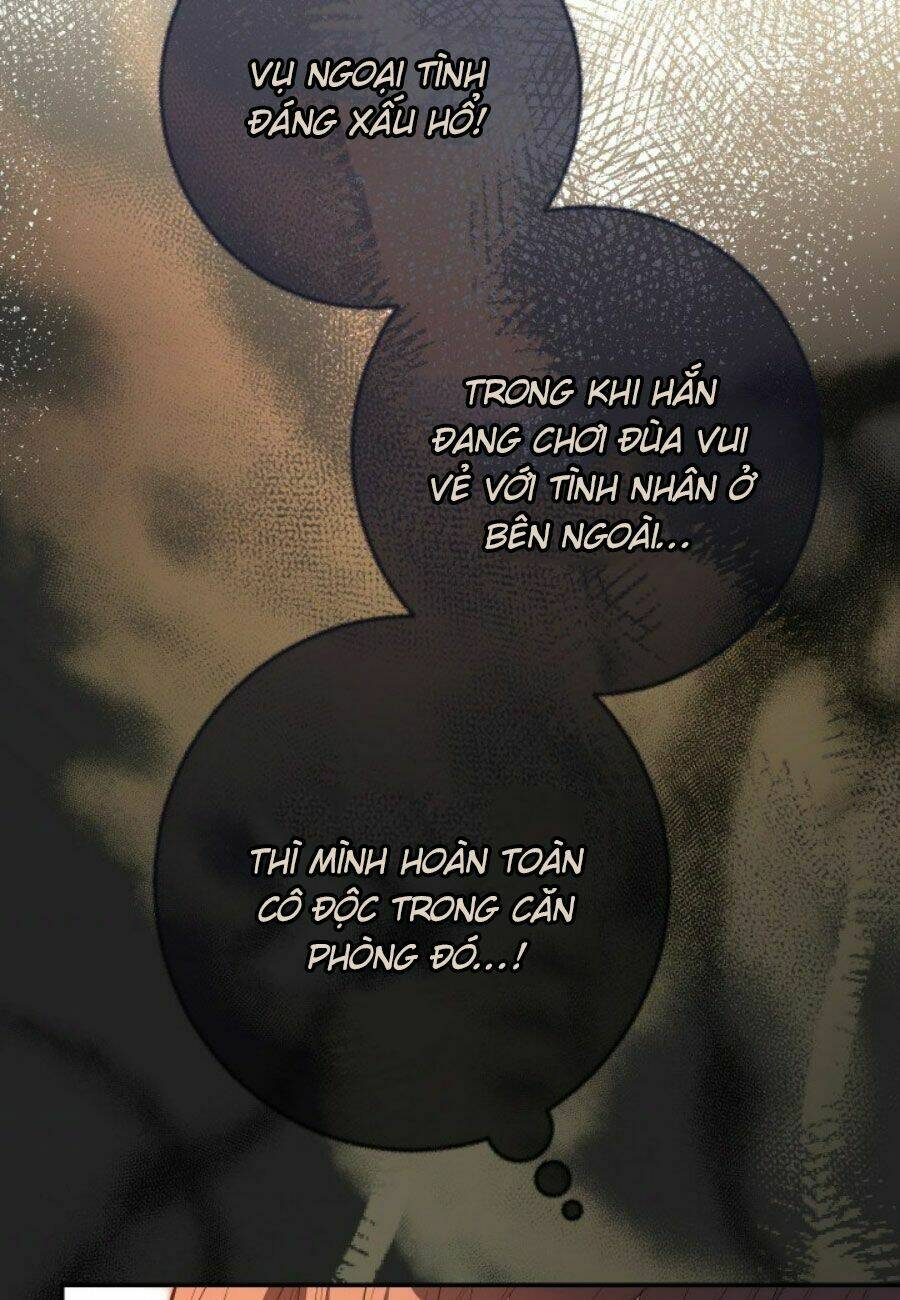 VỤ NGOẠI TÌNH
ĐÁNG XẤU HỔ!
TRONG KHI HẮN
ĐANG CHƠI ĐÙA VUI
VẺ VỚI TÌNH NHÂN Ở
BÊN NGOÀI...
THÌ MÌNH HOÀN TOÀN
CÔ ĐỘC TRONG CĂN
PHÒNG ĐÓ...!